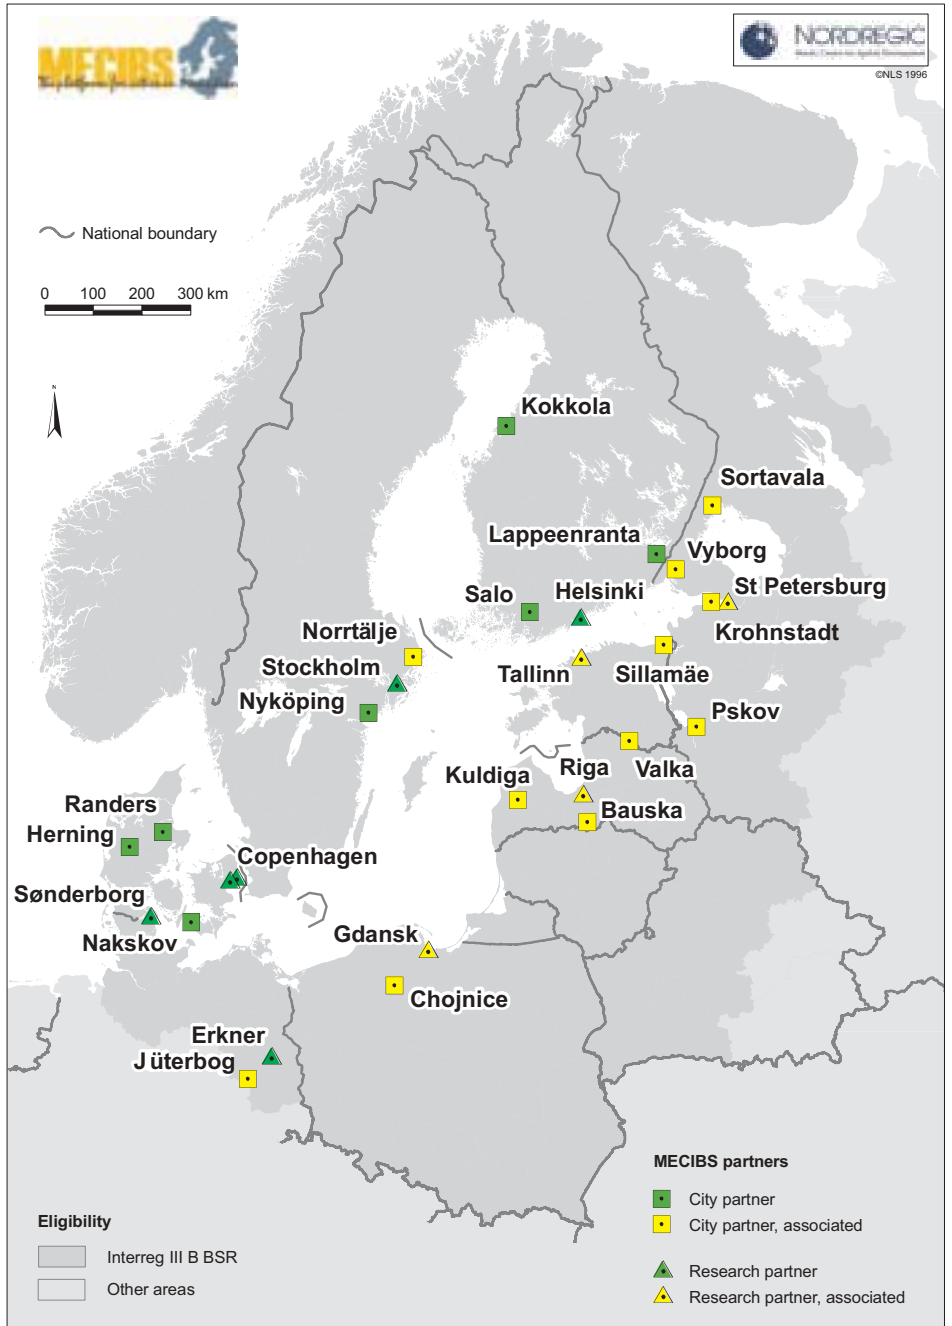 MECIBS
NORDREGIO
©NLS 1996
National boundary
0 100 200 300 km
N
Kokkola
Sortavala
Lappeenranta
Vyborg
Salo
Helsinki
St Petersburg
Krohnstadt
Norrtälje
Stockholm
Tallinn
Sillamäe
Nyköping
Pskov
Kuldiga
Riga
Valka
Bauska
Randers
Herning
Copenhagen
Sønderborg
Nakskov
Gdansk
Chojnice
Erkner
Jüterbog
MECIBS partners
City partner
City partner, associated
Research partner
Research partner, associated
Eligibility
Interreg III B BSR
Other areas